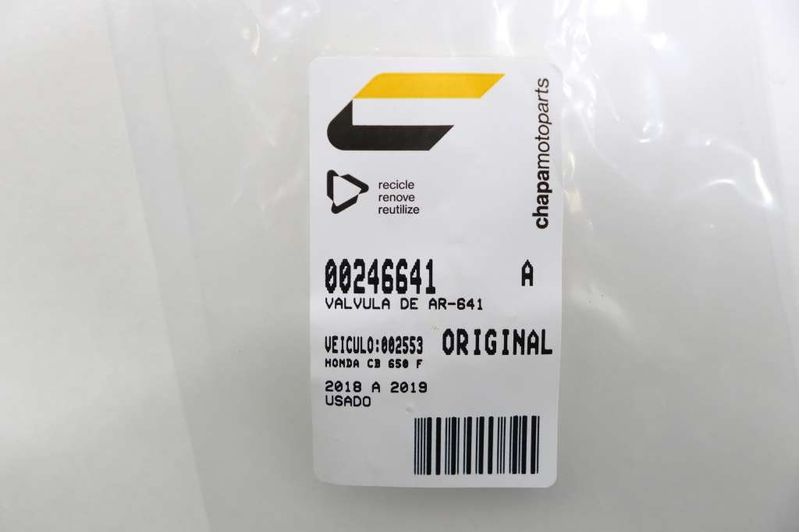 chapamotoparts
recicle
renove
reutilize
00246641 A
VALVULA DE AR-641
VEICULO:002553 ORIGINAL
HONDA CB 650 F
2018 A 2019
USADO